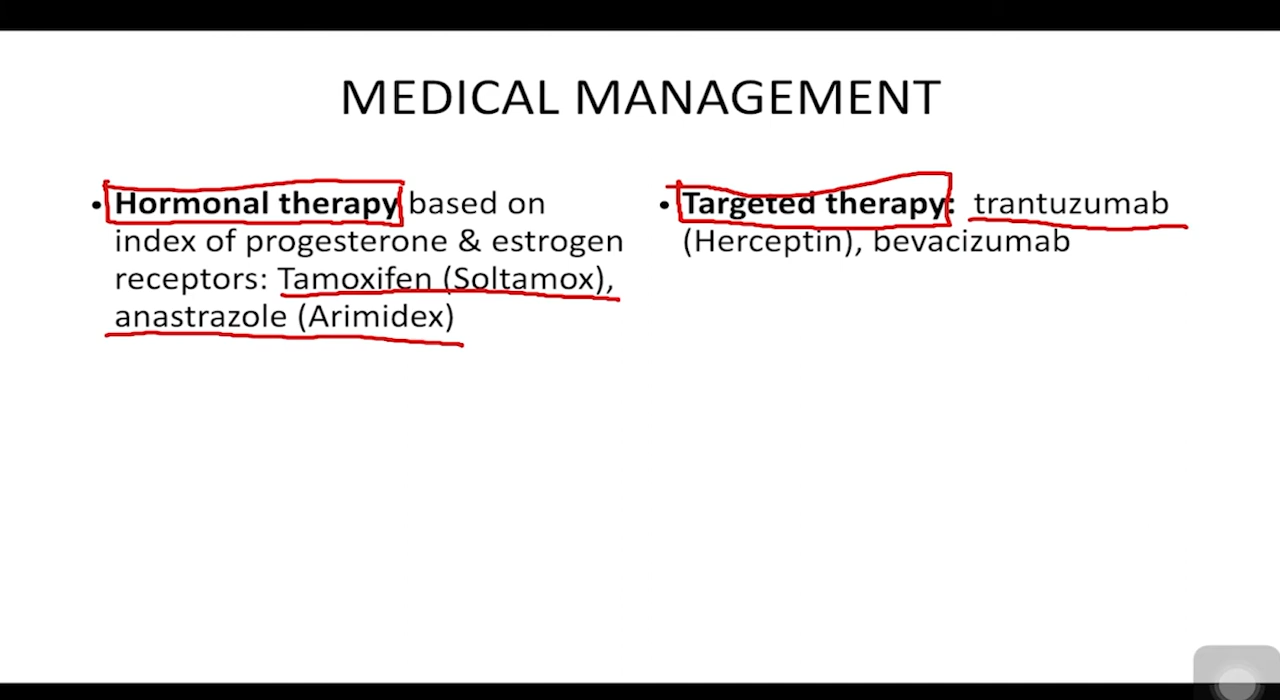 MEDICAL MANAGEMENT
• Hormonal therapy based on
index of progesterone & estrogen
receptors: Tamoxifen (Soltamox),
anastrazole (Arimidex)
• Targeted therapy: trantuzumab
(Herceptin), bevacizumab